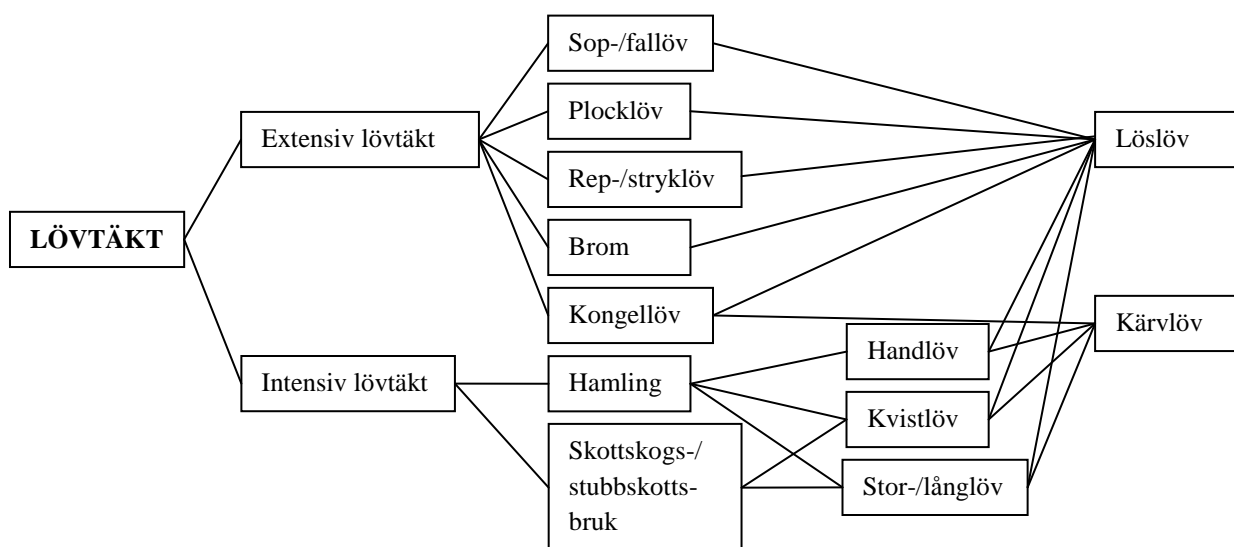 LÖVTÄKT
Extensiv lövtäkt
Intensiv lövtäkt
Sop-/fallöv
Plocklöv
Rep-/stryklöv
Brom
Kongellöv
Hamling
Skottskogs-/
stubbskotts-
bruk
Handlöv
Kvistlöv
Stor-/långlöv
Löslöv
Kärvlöv